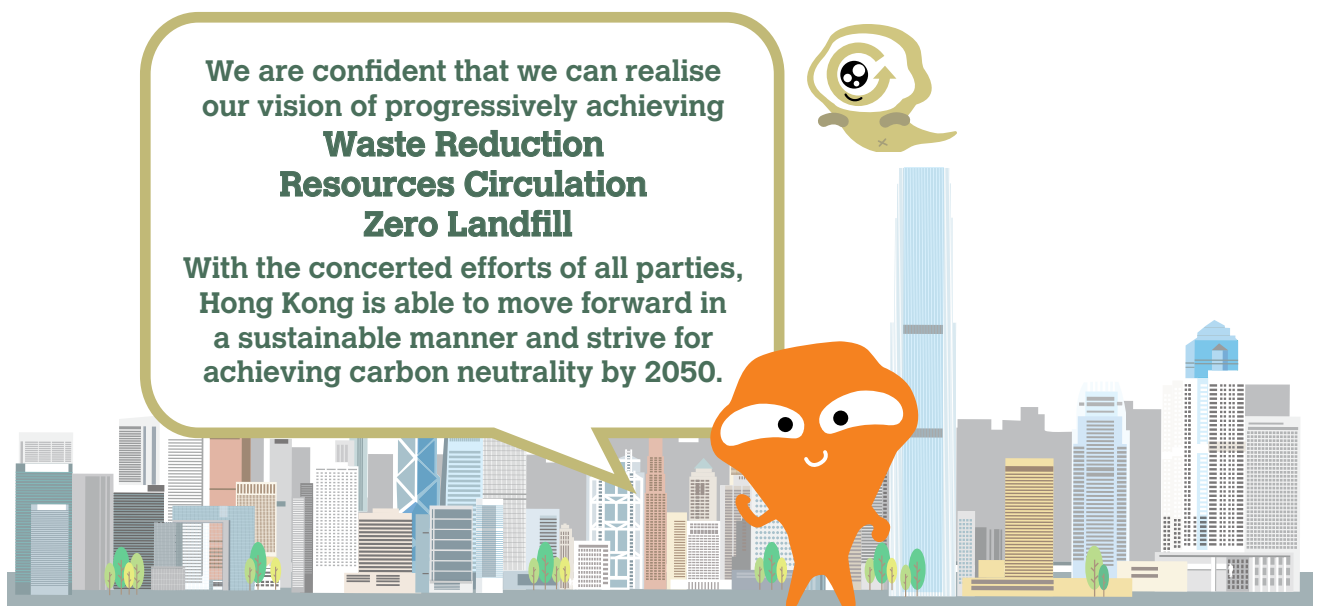 We are confident that we can realise
our vision of progressively achieving
Waste Reduction
Resources Circulation
Zero Landfill
With the concerted efforts of all parties,
Hong Kong is able to move forward in
a sustainable manner and strive for
achieving carbon neutrality by 2050.